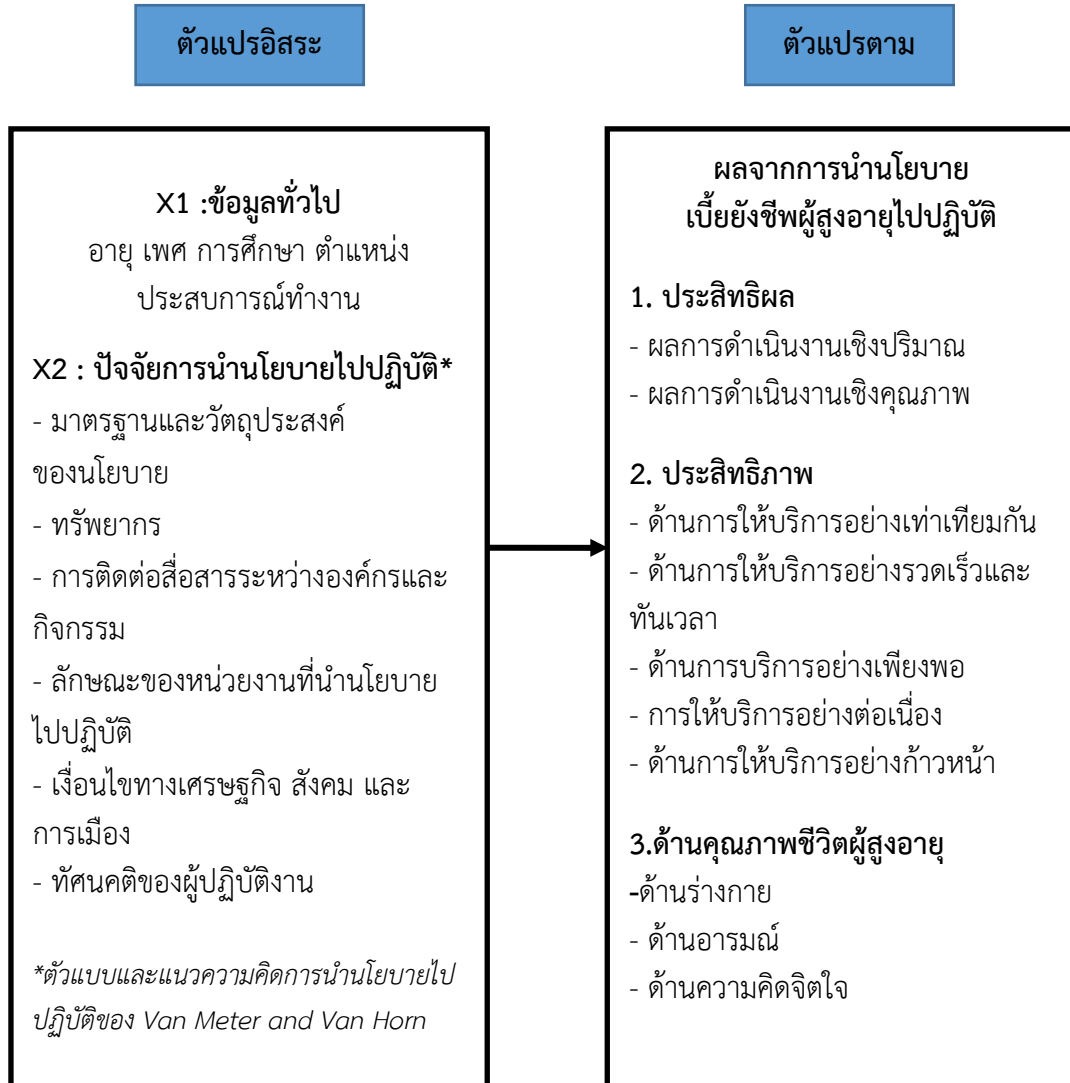 ตัวแปรอิสระ
ตัวแปรตาม
X1 :ข้อมูลทั่วไป
อายุ เพศ การศึกษา ตำแหน่ง
ประสบการณ์ทำงาน
X2 : ปัจจัยการนำนโยบายไปปฏิบัติ*
- มาตรฐานและวัตถุประสงค์
ของนโยบาย
- ทรัพยากร
- การติดต่อสื่อสารระหว่างองค์กรและ
กิจกรรม
- ลักษณะของหน่วยงานที่นำนโยบาย
ไปปฏิบัติ
- เงื่อนไขทางเศรษฐกิจ สังคม และ
การเมือง
- ทัศนคติของผู้ปฏิบัติงาน
*ตัวแบบและแนวความคิดการนำนโยบายไป
ปฏิบัติของ Van Meter and Van Horn
ผลจากการนำนโยบาย
เบี้ยยังชีพผู้สูงอายุไปปฏิบัติ
1. ประสิทธิผล
- ผลการดำเนินงานเชิงปริมาณ
- ผลการดำเนินงานเชิงคุณภาพ
2. ประสิทธิภาพ
- ด้านการให้บริการอย่างเท่าเทียมกัน
- ด้านการให้บริการอย่างรวดเร็วและ
ทันเวลา
- ด้านการบริการอย่างเพียงพอ
- การให้บริการอย่างต่อเนื่อง
- ด้านการให้บริการอย่างก้าวหน้า
3.ด้านคุณภาพชีวิตผู้สูงอายุ
-ด้านร่างกาย
- ด้านอารมณ์
- ด้านความคิดจิตใจ